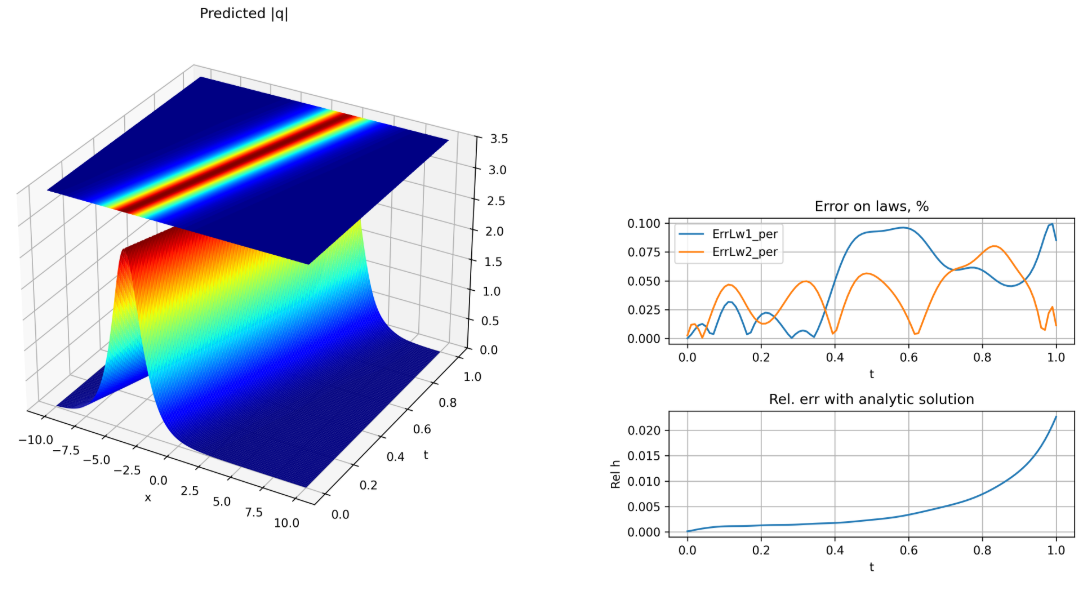 Predicted |q|
3.5
3.0
2.5
2.0
1.5
1.0
0.5
0.0
−10.0 −7.5 −5.0 −2.5 0.0 2.5 5.0 7.5 10.0
x
0.0 0.2 0.4 0.6 0.8 1.0
t
Error on laws, %
0.100
0.075
0.050
0.025
0.000
ErrLw1_per
ErrLw2_per
0.0 0.2 0.4 0.6 0.8 1.0
t
Rel. err with analytic solution
Rel h
0.020
0.015
0.010
0.005
0.000
0.0 0.2 0.4 0.6 0.8 1.0
t